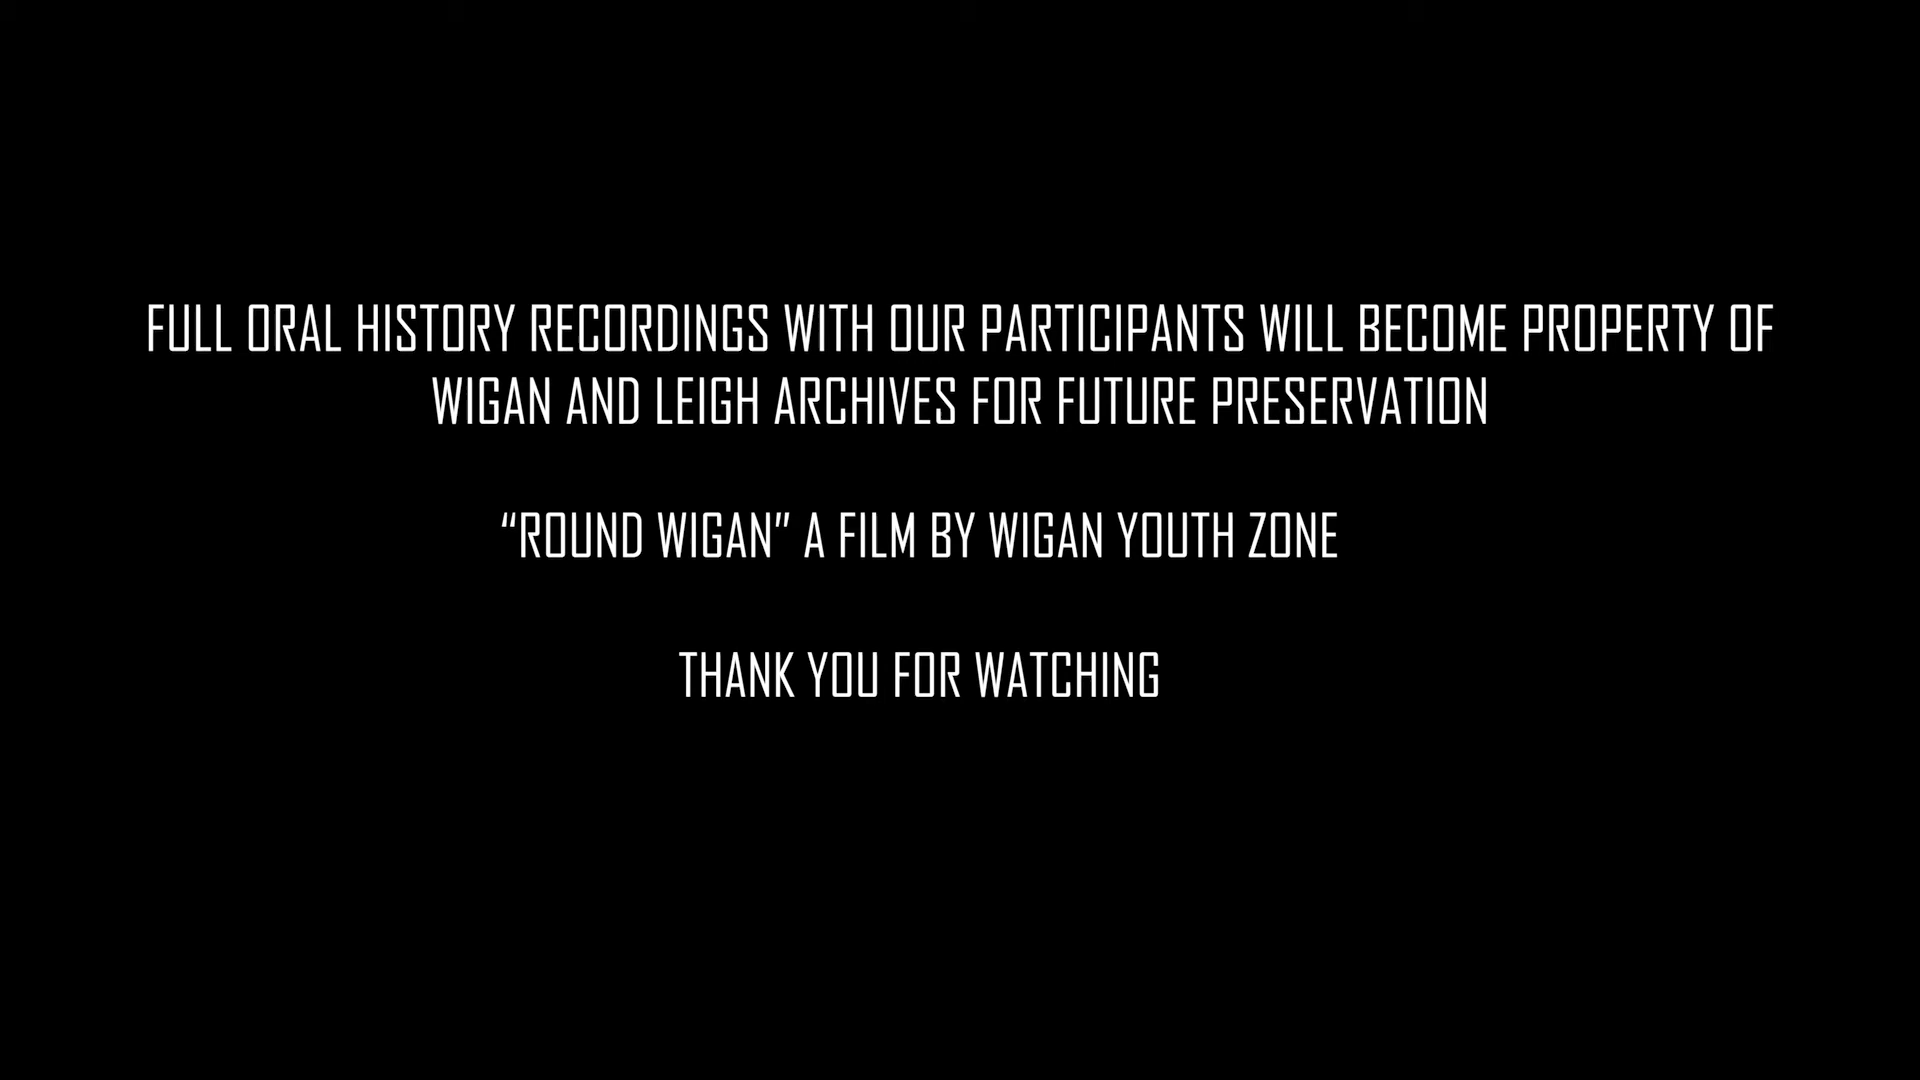 FULL ORAL HISTORY RECORDINGS WITH OUR PARTICIPANTS WILL BECOME PROPERTY OF
WIGAN AND LEIGH ARCHIVES FOR FUTURE PRESERVATION
“ROUND WIGAN” A FILM BY WIGAN YOUTH ZONE
THANK YOU FOR WATCHING